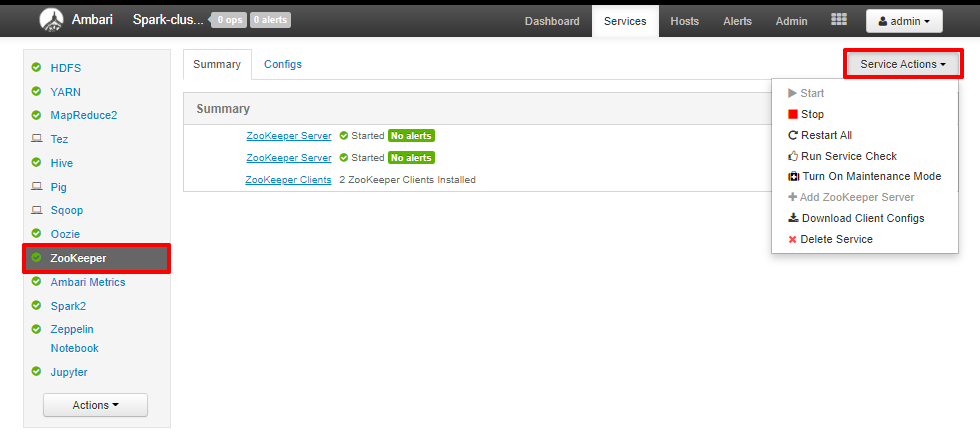 Ambari Spark-clus... 0 ops 0 alerts Dashboard Services Hosts Alerts Admin admin
HDFS
YARN
MapReduce2
Tez
Hive
Pig
Sqoop
Oozie
ZooKeeper
Ambari Metrics
Spark2
Zeppelin
Notebook
Jupyter
Actions
Summary Configs Service Actions
Summary
ZooKeeper Server Started No alerts
ZooKeeper Server Started No alerts
ZooKeeper Clients 2 ZooKeeper Clients Installed
Start
Stop
Restart All
Run Service Check
Turn On Maintenance Mode
Add ZooKeeper Server
Download Client Configs
Delete Service